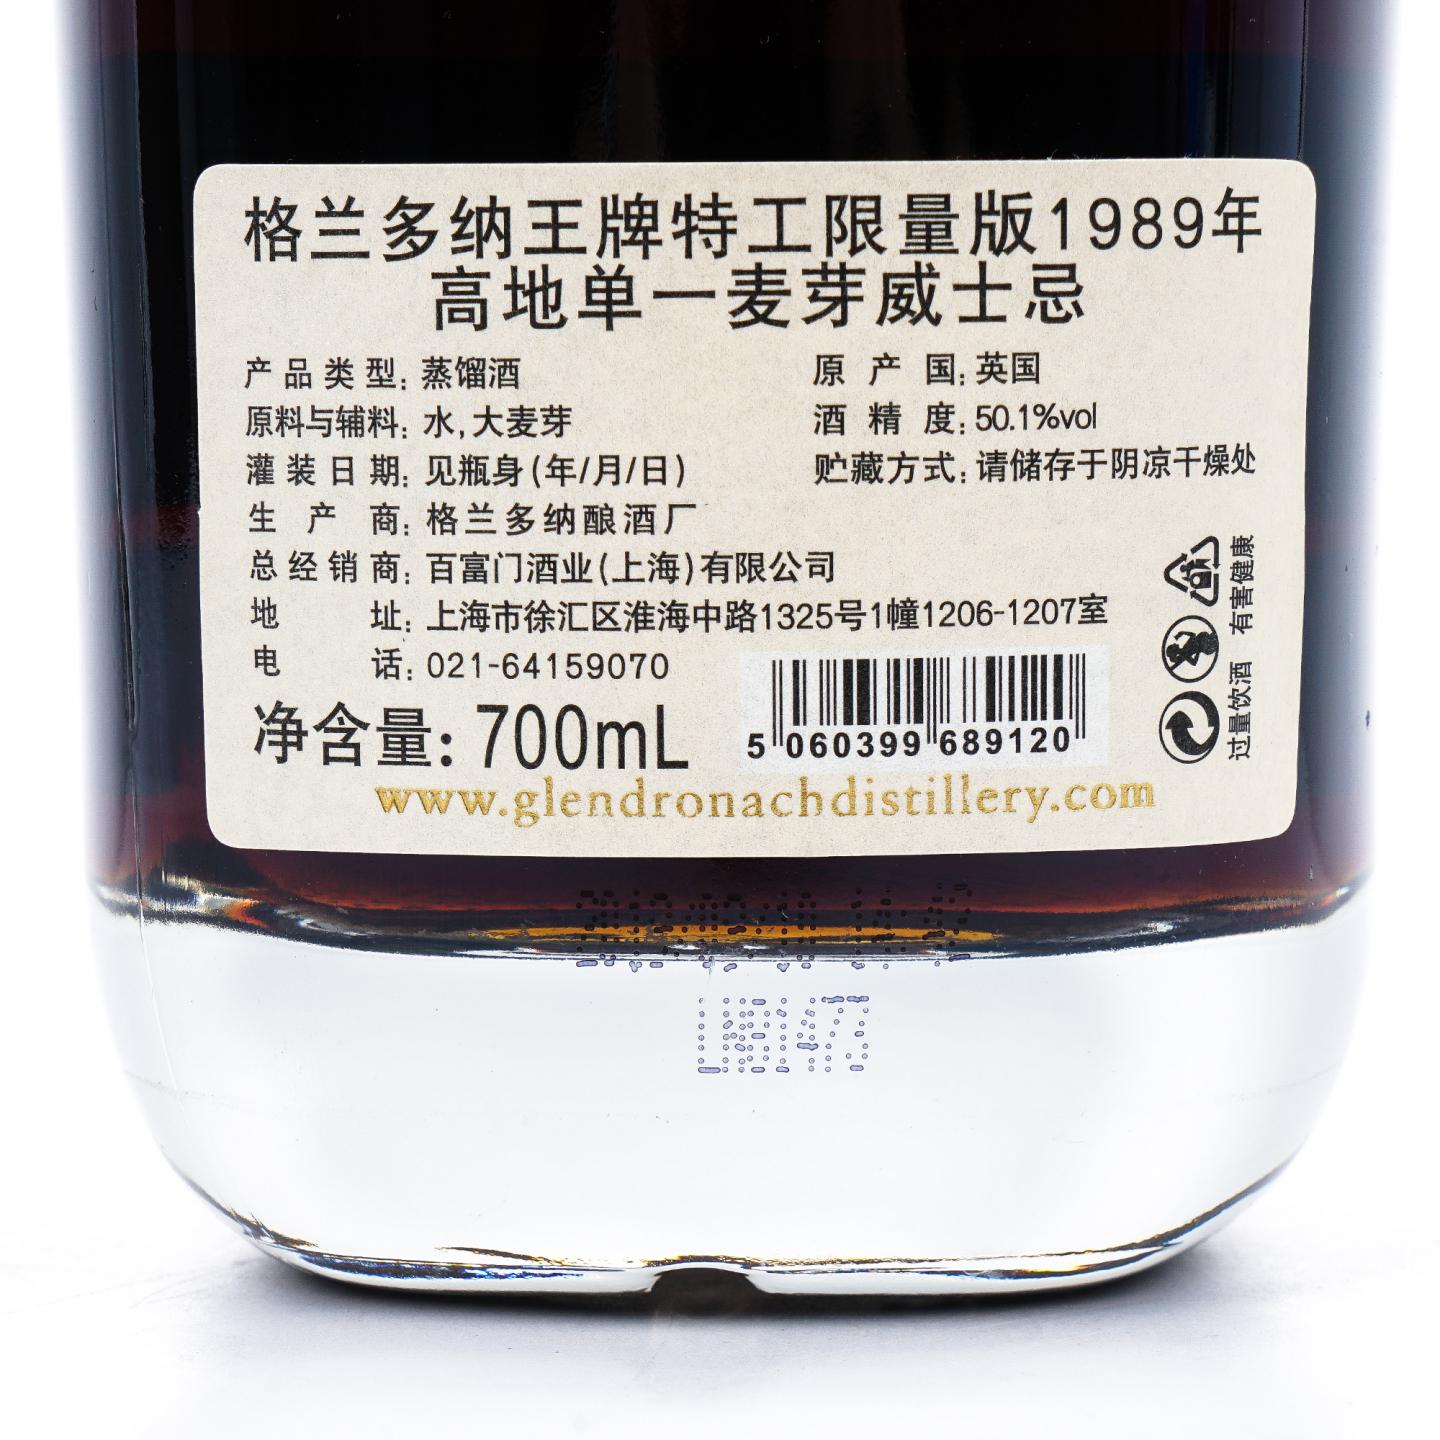 格兰多纳王牌特工限量版1989年
高地单一麦芽威士忌
产品类型: 蒸馏酒
原产国: 英国
原料与辅料: 水, 大麦芽
酒精度: 50.1%vol
灌装日期: 见瓶身(年/月/日)
贮藏方式: 请储存于阴凉干燥处
生产商: 格兰多纳酿酒厂
总经销商: 百富门酒业(上海)有限公司
地址: 上海市徐汇区淮海中路1325号1幢1206-1207室
电话: 021-64159070
净含量: 700mL
5 060399 689120
过量饮酒 有害健康
www.glendronachdistillery.com